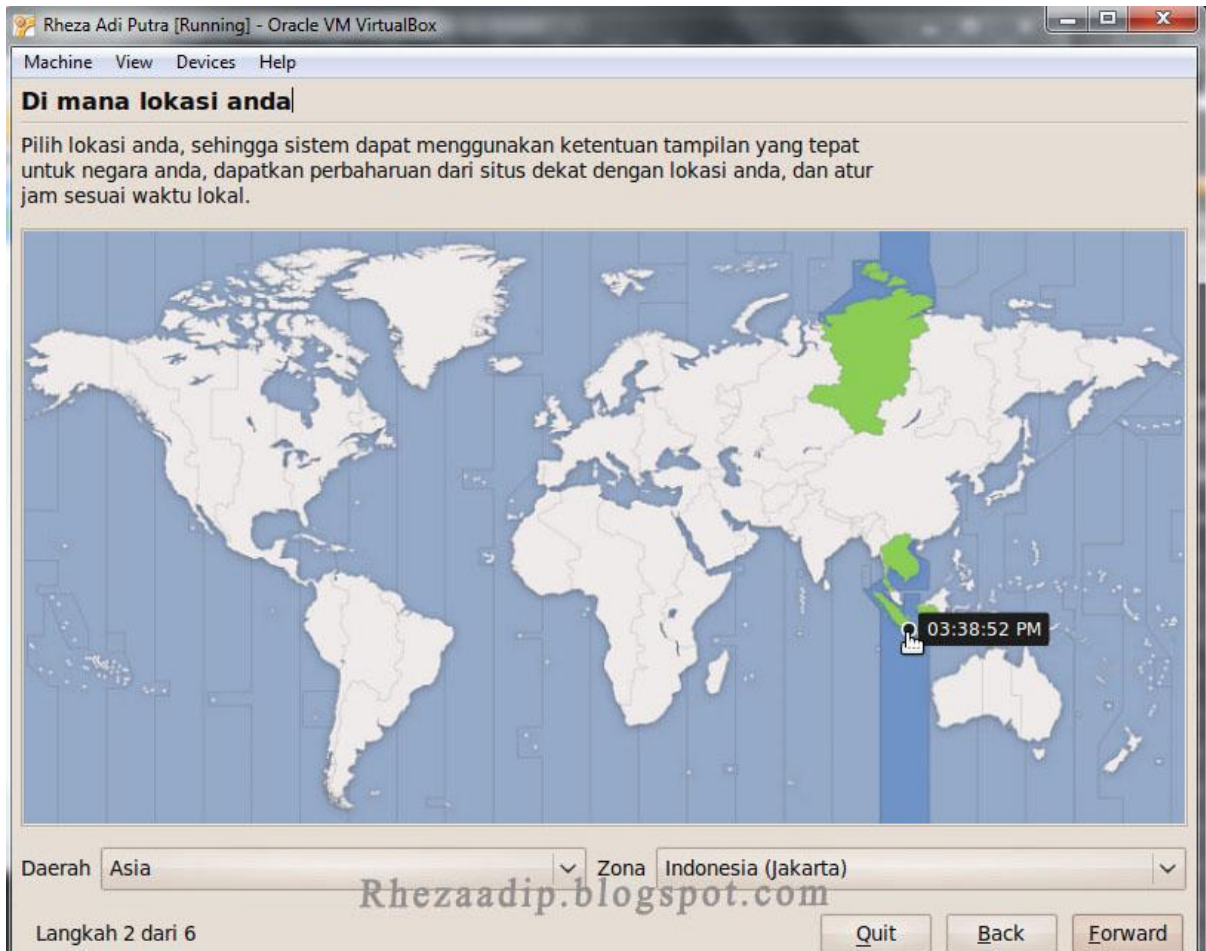 Rheza Adi Putra [Running] - Oracle VM VirtualBox
Machine View Devices Help
Di mana lokasi anda
Pilih lokasi anda, sehingga sistem dapat menggunakan ketentuan tampilan yang tepat
untuk negara anda, dapatkan perbaharuan dari situs dekat dengan lokasi anda, dan atur
jam sesuai waktu lokal.
03:38:52 PM
Daerah Asia Zona Indonesia (Jakarta)
Rhezaadip.blogspot.com
Langkah 2 dari 6 Quit Back Forward